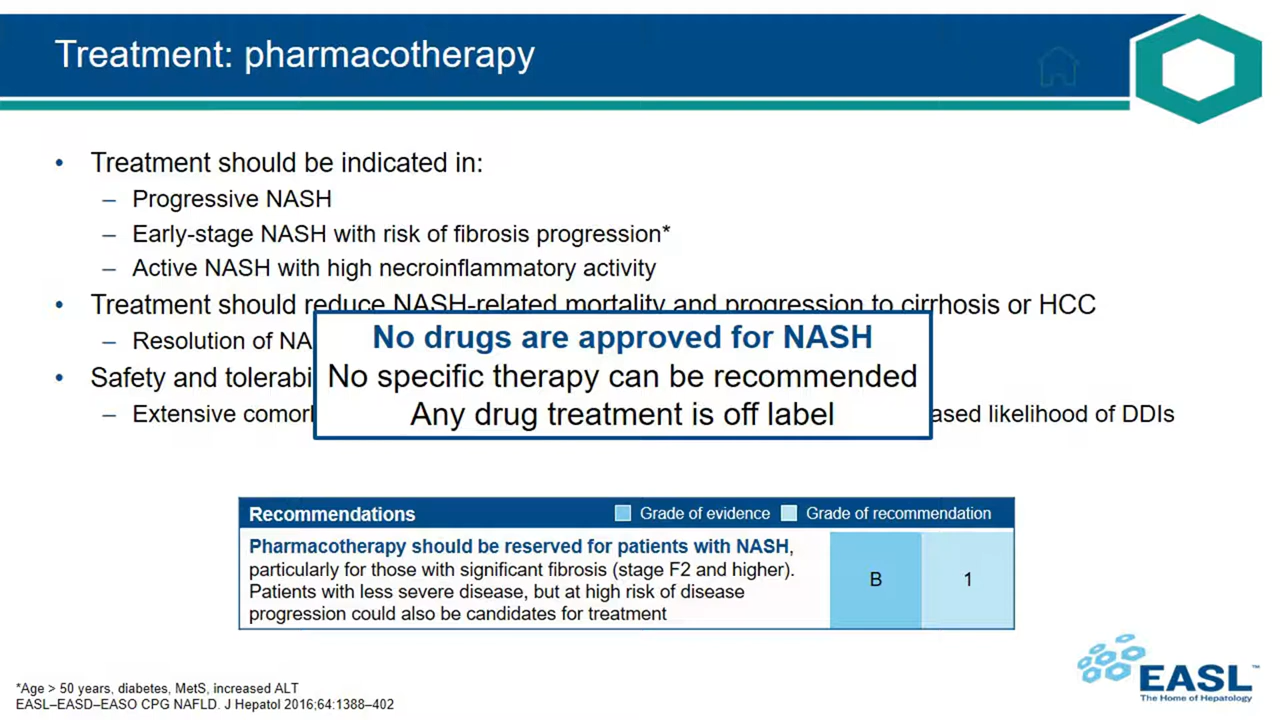 Treatment: pharmacotherapy
• Treatment should be indicated in:
– Progressive NASH
– Early-stage NASH with risk of fibrosis progression*
– Active NASH with high necroinflammatory activity
• Treatment should reduce NASH-related mortality and progression to cirrhosis or HCC
– Resolution of NA
• Safety and tolerabi
– Extensive comor
ased likelihood of DDIs
No drugs are approved for NASH
No specific therapy can be recommended
Any drug treatment is off label
Recommendations Grade of evidence Grade of recommendation
Pharmacotherapy should be reserved for patients with NASH,
particularly for those with significant fibrosis (stage F2 and higher).
Patients with less severe disease, but at high risk of disease
progression could also be candidates for treatment
B 1
*Age > 50 years, diabetes, MetS, increased ALT
EASL–EASD–EASO CPG NAFLD. J Hepatol 2016;64:1388–402
EASL™
The Home of Hepatology